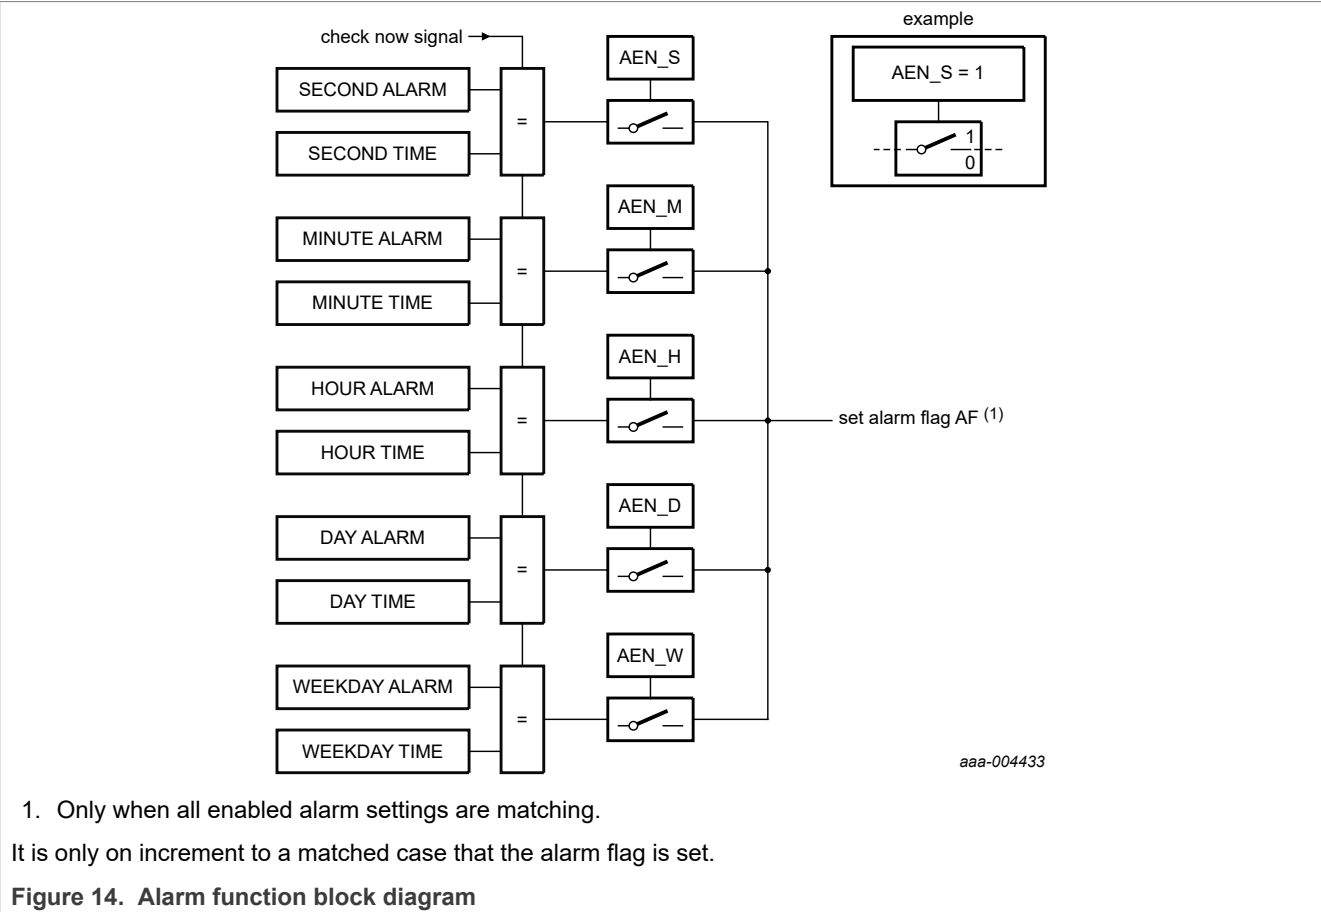 example
check now signal
AEN_S
AEN_S = 1
SECOND ALARM
=
1
0
SECOND TIME
AEN_M
MINUTE ALARM
=
MINUTE TIME
AEN_H
HOUR ALARM
=
set alarm flag AF (1)
HOUR TIME
AEN_D
DAY ALARM
=
DAY TIME
AEN_W
WEEKDAY ALARM
=
WEEKDAY TIME
aaa-004433
1. Only when all enabled alarm settings are matching.
It is only on increment to a matched case that the alarm flag is set.
Figure 14. Alarm function block diagram